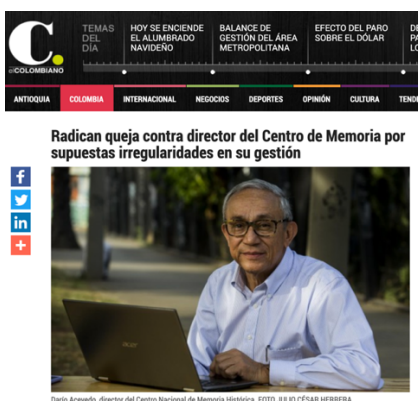 TEMAS DEL DÍA
HOY SE ENCIENDE EL ALUMBRADO NAVIDEÑO
BALANCE DE GESTIÓN DEL ÁREA METROPOLITANA
EFECTO DEL PARO SOBRE EL DÓLAR
elCOLOMBIANO
ANTIOQUIA COLOMBIA INTERNACIONAL NEGOCIOS DEPORTES OPINIÓN CULTURA
Radican queja contra director del Centro de Memoria por
supuestas irregularidades en su gestión
f
in
+
acer
Darío Acevedo, director del Centro Nacional de Memoria Histórica. FOTO JULIO CÉSAR HERRERA